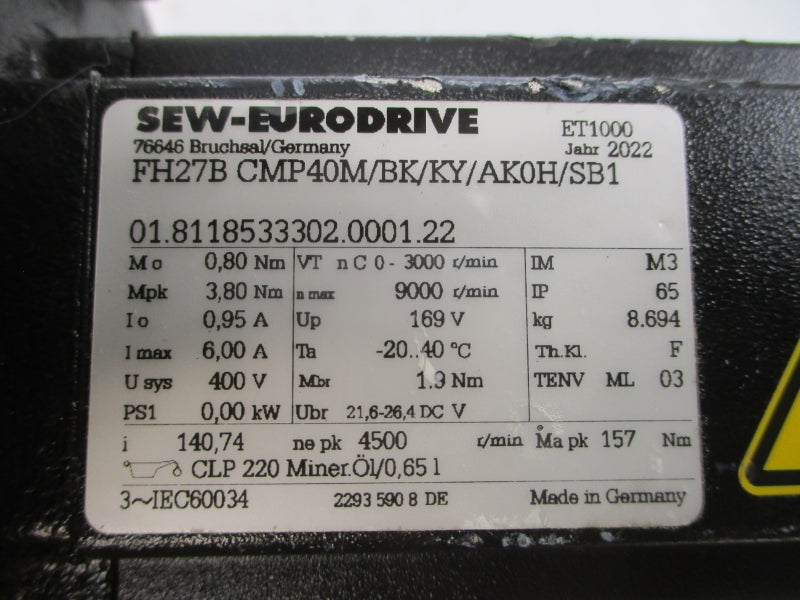 SEW-EURODRIVE
ET1000
76646 Bruchsal/Germany Jahr 2022
FH27B CMP40M/BK/KY/AK0H/SB1
01.8118533302.0001.22
Mo 0,80 Nm VT nC 0 - 3000 r/min IM M3
Mpk 3,80 Nm n max 9000 r/min IP 65
Io 0,95 A Up 169 V kg 8.694
I max 6,00 A Ta -20..40 °C Th.Kl. F
U sys 400 V Mbr 1.9 Nm TENV ML 03
PS1 0,00 kW Ubr 21,6-26,4 DC V
i 140,74 ne pk 4500 r/min Ma pk 157 Nm
CLP 220 Miner.Öl/0,65 l
3~IEC60034 2293 590 8 DE Made in Germany